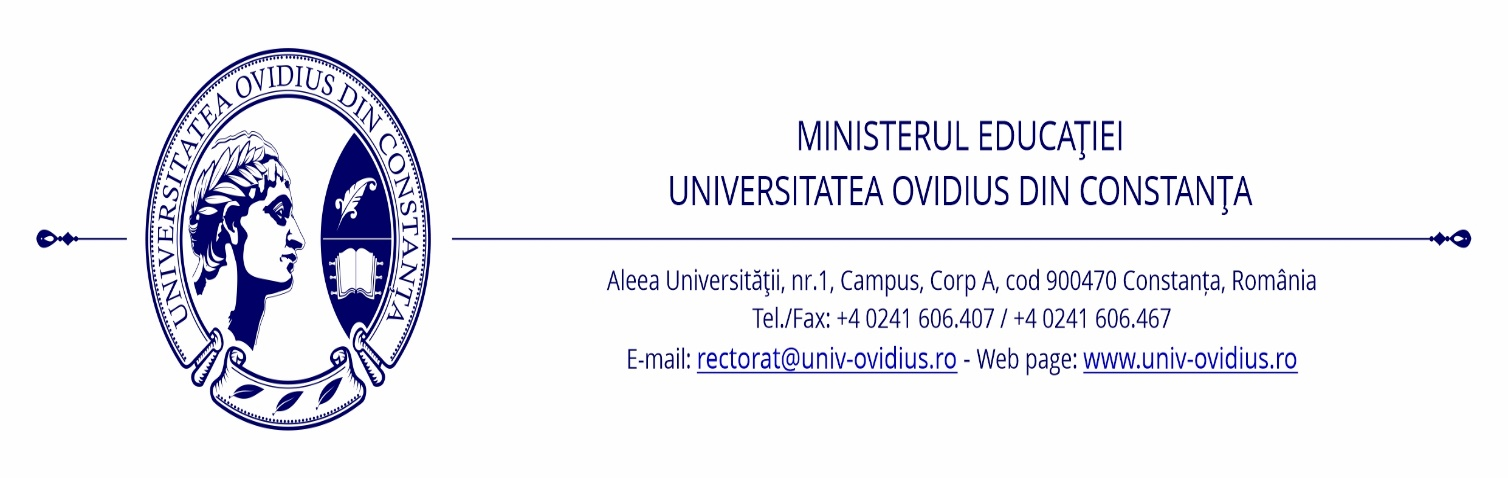 UNIVERSITATEA OVIDIUS DIN CONSTANȚA
MINISTERUL EDUCAŢIEI
UNIVERSITATEA OVIDIUS DIN CONSTANŢA
Aleea Universităţii, nr.1, Campus, Corp A, cod 900470 Constanța, România
Tel./Fax: +4 0241 606.407 / +4 0241 606.467
E-mail: rectorat@univ-ovidius.ro - Web page: www.univ-ovidius.ro